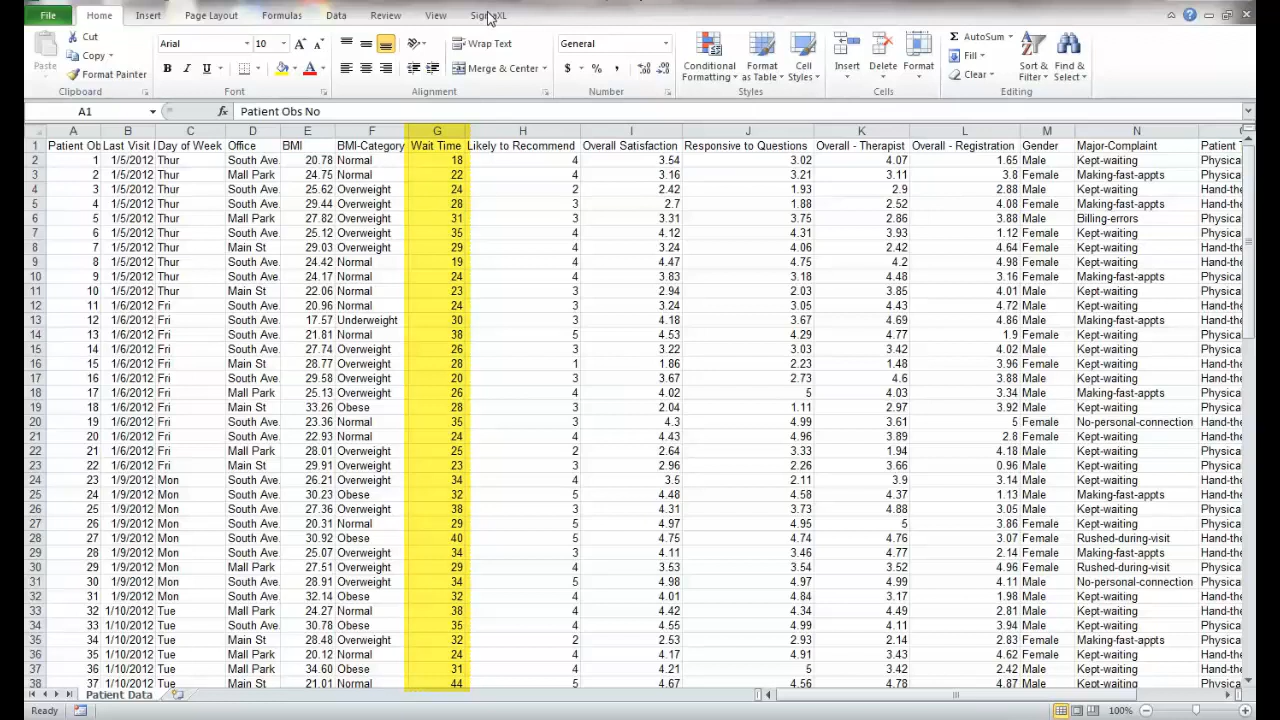 File Home Insert Page Layout Formulas Data Review View SigmaXL
Cut
Copy
Format Painter
Paste
Clipboard
Arial 10
B I U
Font
Wrap Text
Merge & Center
Alignment
General
$ % ,
Number
Conditional Formatting
Format as Table
Cell Styles
Styles
Insert Delete Format
Cells
AutoSum
Fill
Clear
Sort & Filter
Find & Select
Editing
A1 fx Patient Obs No
A B C D E F G H I J K L M N
1 Patient Ob Last Visit Day of Week Office BMI BMI-Category Wait Time Likely to Recommend Overall Satisfaction Responsive to Questions Overall - Therapist Overall - Registration Gender Major-Complaint Patient
2 1 1/5/2012 Thur South Ave. 20.78 Normal 18 4 3.54 3.02 4.07 1.65 Male Kept-waiting Physica
3 2 1/5/2012 Thur Mall Park 24.75 Normal 22 4 3.16 3.21 3.11 3.8 Female Making-fast-appts Physica
4 3 1/5/2012 Thur South Ave. 25.62 Overweight 24 2 2.42 1.93 2.9 2.88 Male Kept-waiting Hand-the
5 4 1/5/2012 Thur South Ave. 29.44 Overweight 28 3 2.7 1.88 2.52 4.08 Female Making-fast-appts Physica
6 5 1/5/2012 Thur Mall Park 27.82 Overweight 31 3 3.31 3.75 2.86 3.88 Male Billing-errors Hand-the
7 6 1/5/2012 Thur South Ave. 25.12 Overweight 35 4 4.12 4.31 3.93 1.12 Female Kept-waiting Physica
8 7 1/5/2012 Thur Main St 29.03 Overweight 29 4 3.24 4.06 2.42 4.64 Female Kept-waiting Hand-the
9 8 1/5/2012 Thur South Ave. 24.42 Normal 19 4 4.47 4.75 4.2 4.98 Female Kept-waiting Hand-the
10 9 1/5/2012 Thur South Ave. 24.17 Normal 24 4 3.83 3.18 4.48 3.16 Female Making-fast-appts Physica
11 10 1/5/2012 Thur Main St 22.06 Normal 23 4 2.94 2.03 3.85 4.01 Male Kept-waiting Physica
12 11 1/6/2012 Fri South Ave. 20.96 Normal 24 4 3.24 3.05 4.43 4.72 Male Kept-waiting Hand-the
13 12 1/6/2012 Fri South Ave. 17.57 Underweight 30 3 4.18 3.67 4.69 4.86 Male Making-fast-appts Physica
14 13 1/6/2012 Fri South Ave. 21.81 Normal 38 5 4.53 4.29 4.77 1.9 Female Kept-waiting Hand-the
15 14 1/6/2012 Fri South Ave. 27.74 Overweight 26 3 3.22 3.03 3.42 4.02 Male Kept-waiting Hand-the
16 15 1/6/2012 Fri Main St 28.77 Overweight 28 1 1.86 2.23 1.48 3.96 Female Kept-waiting Hand-the
17 16 1/6/2012 Fri South Ave. 29.58 Overweight 20 3 3.67 2.73 4.6 3.88 Male Kept-waiting Physica
18 17 1/6/2012 Fri Mall Park 25.13 Overweight 26 4 4.02 5 4.03 3.34 Male Making-fast-appts Physica
19 18 1/6/2012 Fri Main St 33.26 Obese 28 4 2.04 1.11 2.97 3.92 Male Kept-waiting Physica
20 19 1/6/2012 Fri South Ave. 23.36 Normal 35 3 4.3 4.99 3.61 5 Female No-personal-connection Hand-the
21 20 1/6/2012 Fri South Ave. 22.93 Normal 24 4 4.43 4.96 3.89 2.8 Female Kept-waiting Physica
22 21 1/6/2012 Fri Mall Park 28.01 Overweight 25 2 2.64 3.33 1.94 4.18 Male Kept-waiting Physica
23 22 1/6/2012 Fri Main St 29.91 Overweight 23 3 2.96 2.26 3.66 0.96 Male Kept-waiting Hand-the
24 23 1/9/2012 Mon South Ave. 26.21 Overweight 34 4 3.5 2.11 3.9 3.14 Male Kept-waiting Physica
25 24 1/9/2012 Mon South Ave. 30.23 Obese 32 5 4.48 4.58 4.37 1.13 Male Making-fast-appts Physica
26 25 1/9/2012 Mon South Ave. 27.36 Overweight 38 3 4.31 3.73 4.88 3.05 Male Kept-waiting Physica
27 26 1/9/2012 Mon South Ave. 20.31 Normal 29 5 4.97 4.95 5 3.86 Female Kept-waiting Physica
28 27 1/9/2012 Mon South Ave. 30.92 Obese 40 5 4.75 4.74 4.76 3.07 Female Rushed-during-visit Physica
29 28 1/9/2012 Mon South Ave. 25.07 Overweight 34 3 4.11 3.46 4.77 2.14 Female Making-fast-appts Physica
30 29 1/9/2012 Mon Mall Park 27.51 Overweight 29 4 3.53 3.54 3.52 4.96 Female Rushed-during-visit Physica
31 30 1/9/2012 Mon South Ave. 28.91 Overweight 34 5 4.98 4.97 4.99 4.11 Male No-personal-connection Physica
32 31 1/9/2012 Mon South Ave. 32.14 Obese 32 4 4.01 4.84 3.17 1.98 Male Kept-waiting Physica
33 32 1/10/2012 Tue Mall Park 24.27 Normal 38 4 4.42 4.34 4.49 2.81 Male Kept-waiting Physica
34 33 1/10/2012 Tue South Ave. 30.78 Obese 35 5 4.55 4.99 4.11 3.94 Male Kept-waiting Physica
35 34 1/10/2012 Tue Main St 28.48 Overweight 32 2 2.53 2.93 2.14 2.83 Female Making-fast-appts Physica
36 35 1/10/2012 Tue Mall Park 20.12 Normal 24 4 4.17 4.91 3.43 4.62 Female Kept-waiting Hand-the
37 36 1/10/2012 Tue Mall Park 34.60 Obese 31 4 4.21 5 3.42 2.42 Male Kept-waiting Physica
38 37 1/10/2012 Tue Main St 21.01 Normal 44 5 4.67 4.56 4.78 4.87 Male Kept-waiting Physica
Patient Data
Ready 100%